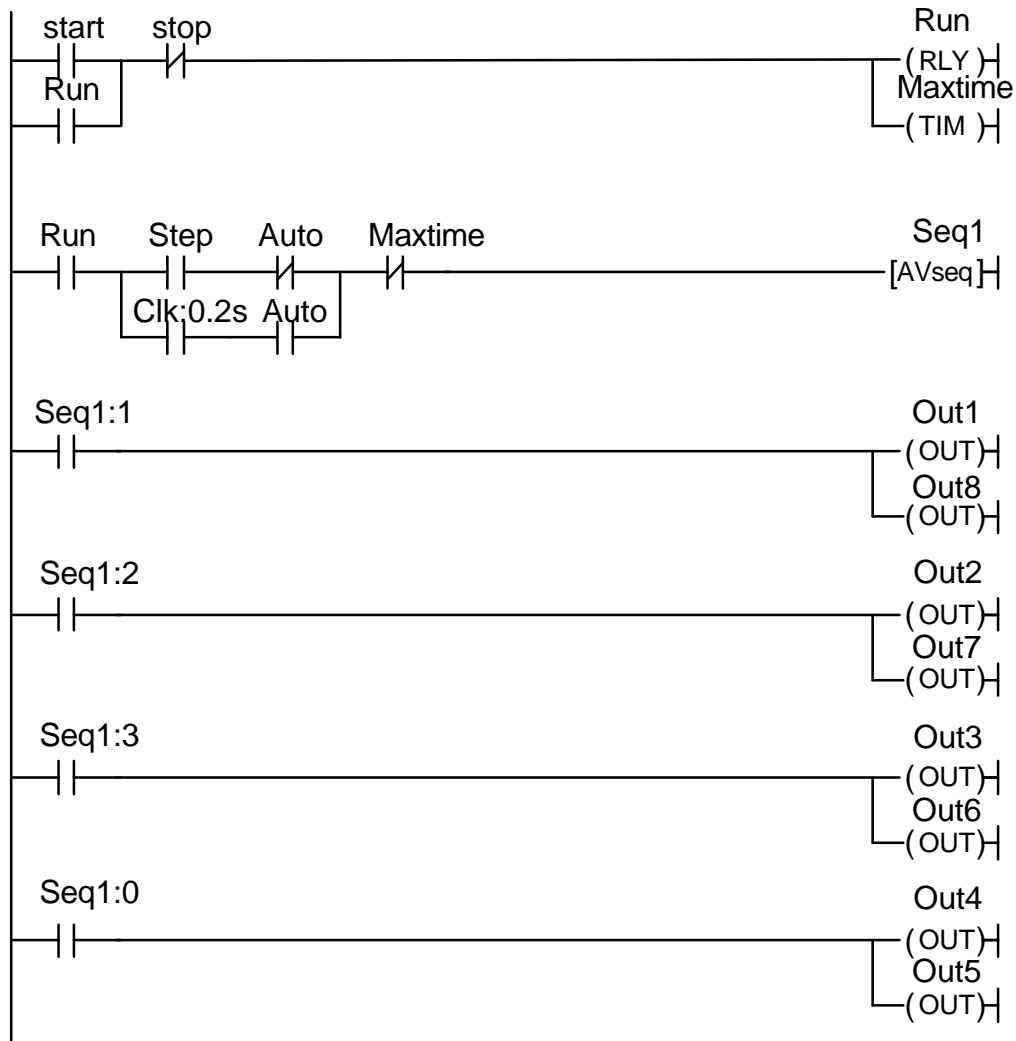 start stop Run
(RLY)
Run Maxtime
(TIM )
Run Step Auto Maxtime Seq1
[AVseq]
Clk:0.2s Auto
Seq1:1 Out1
(OUT)
Out8
(OUT)
Seq1:2 Out2
(OUT)
Out7
(OUT)
Seq1:3 Out3
(OUT)
Out6
(OUT)
Seq1:0 Out4
(OUT)
Out5
(OUT)